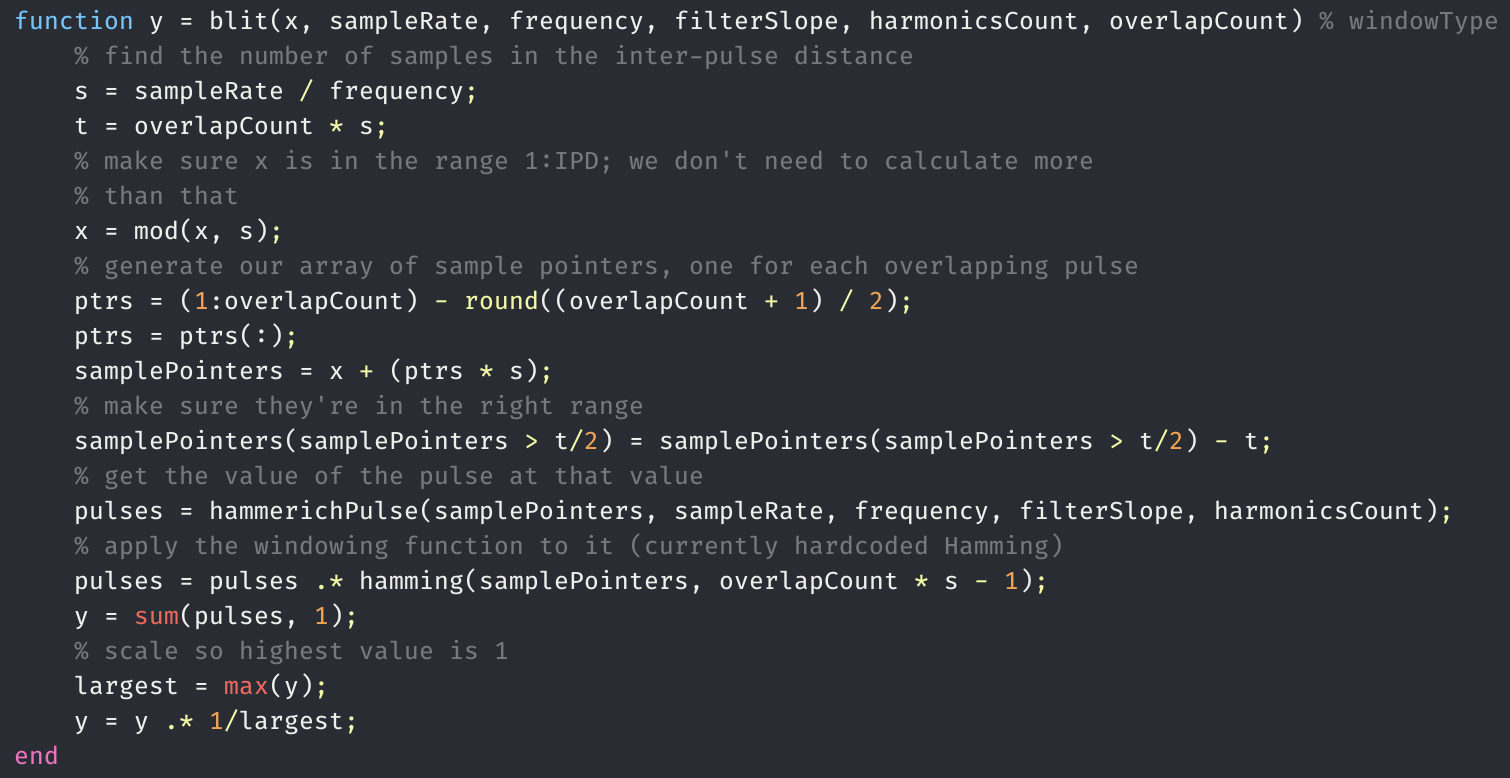 function y = blit(x, sampleRate, frequency, filterSlope, harmonicsCount, overlapCount) % windowType
    % find the number of samples in the inter-pulse distance
    s = sampleRate / frequency;
    t = overlapCount * s;
    % make sure x is in the range 1:IPD; we don't need to calculate more
    % than that
    x = mod(x, s);
    % generate our array of sample pointers, one for each overlapping pulse
    ptrs = (1:overlapCount) - round((overlapCount + 1) / 2);
    ptrs = ptrs(:);
    samplePointers = x + (ptrs * s);
    % make sure they're in the right range
    samplePointers(samplePointers > t/2) = samplePointers(samplePointers > t/2) - t;
    % get the value of the pulse at that value
    pulses = hammerichPulse(samplePointers, sampleRate, frequency, filterSlope, harmonicsCount);
    % apply the windowing function to it (currently hardcoded Hamming)
    pulses = pulses .* hamming(samplePointers, overlapCount * s - 1);
    y = sum(pulses, 1);
    % scale so highest value is 1
    largest = max(y);
    y = y .* 1/largest;
end